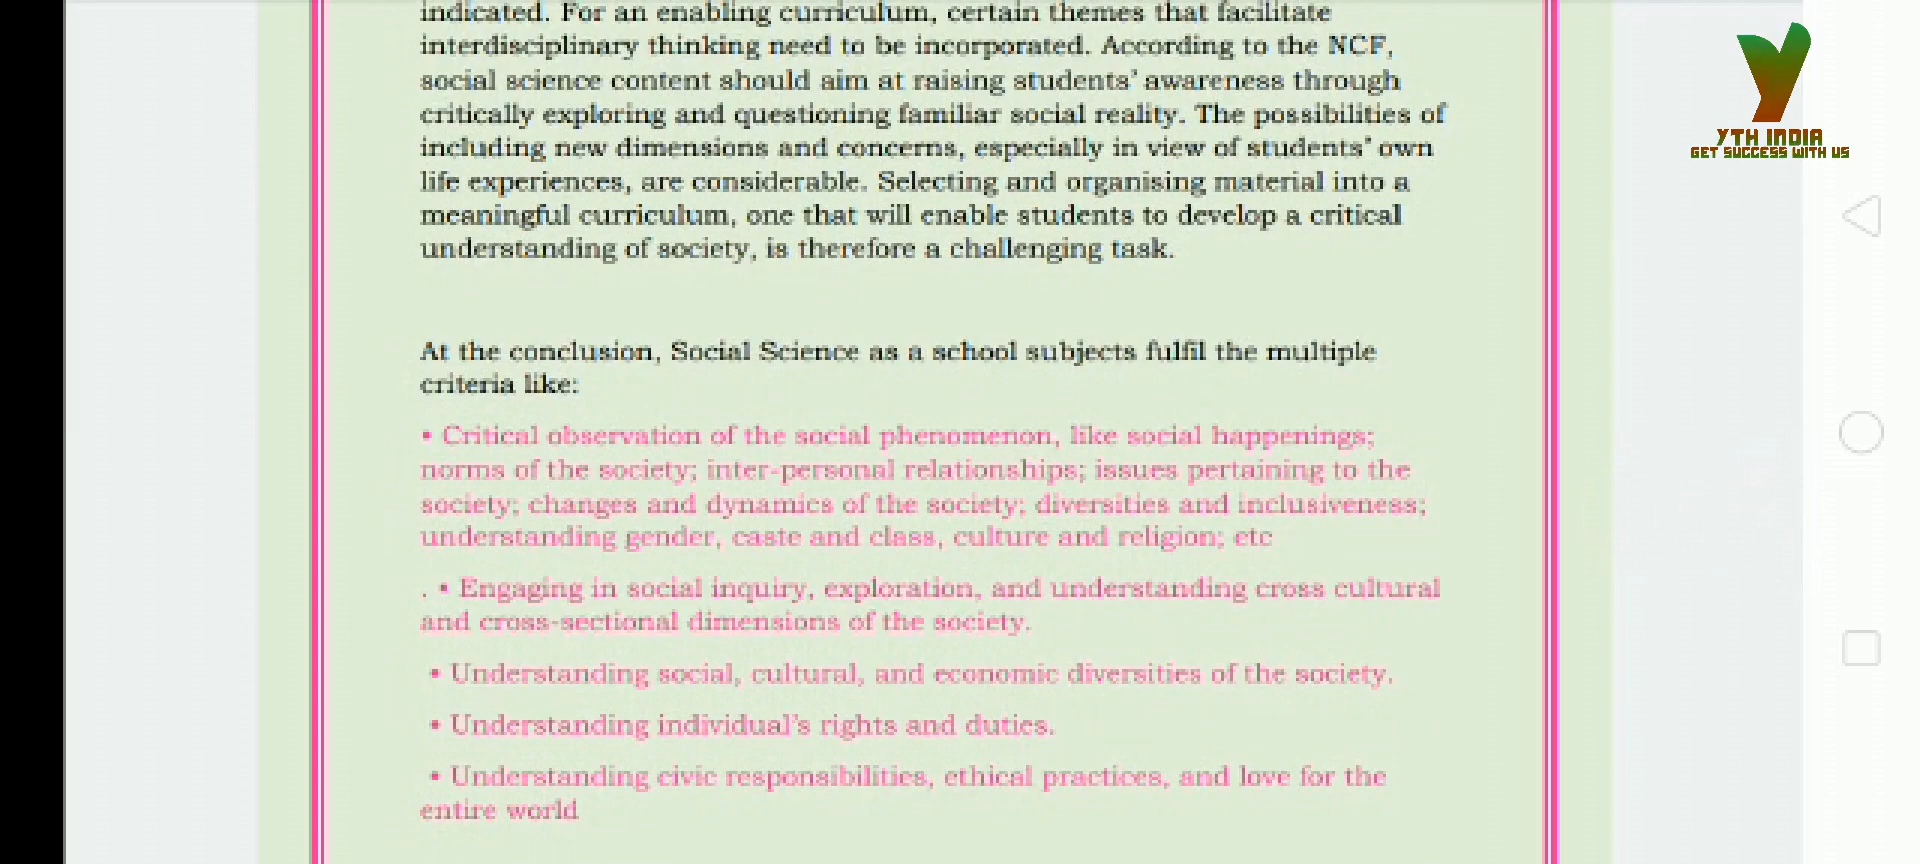 indicated. For an enabling curriculum, certain themes that facilitate
interdisciplinary thinking need to be incorporated. According to the NCF,
social science content should aim at raising students' awareness through
critically exploring and questioning familiar social reality. The possibilities of
including new dimensions and concerns, especially in view of students' own
life experiences, are considerable. Selecting and organising material into a
meaningful curriculum, one that will enable students to develop a critical
understanding of society, is therefore a challenging task.
At the conclusion, Social Science as a school subjects fulfil the multiple
criteria like:
• Critical observation of the social phenomenon, like social happenings;
norms of the society; inter-personal relationships; issues pertaining to the
society; changes and dynamics of the society; diversities and inclusiveness;
understanding gender, caste and class, culture and religion; etc
. • Engaging in social inquiry, exploration, and understanding cross cultural
and cross-sectional dimensions of the society.
• Understanding social, cultural, and economic diversities of the society.
• Understanding individual's rights and duties.
• Understanding civic responsibilities, ethical practices, and love for the
entire world
YTH INDIA
GET SUCCESS WITH US